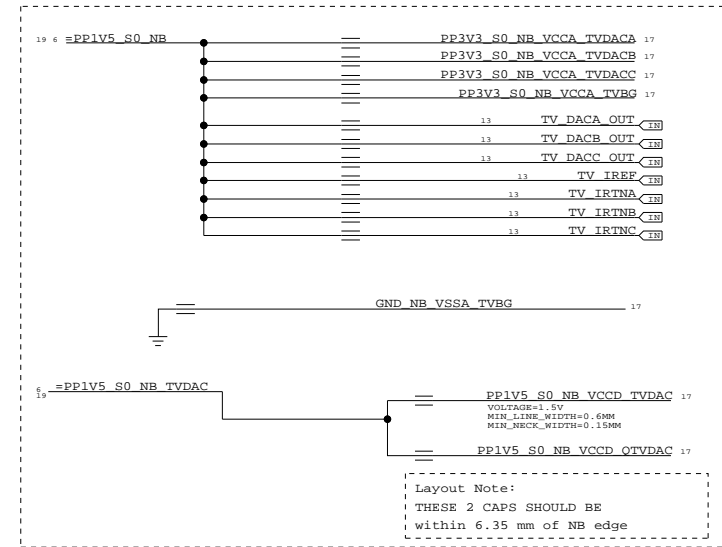 19 6 =PP1V5_S0_NB
PP3V3_S0_NB_VCCA_TVDACA 17
PP3V3_S0_NB_VCCA_TVDACB 17
PP3V3_S0_NB_VCCA_TVDACC 17
PP3V3_S0_NB_VCCA_TVBG 17
13 TV_DACA_OUT IN
13 TV_DACB_OUT IN
13 TV_DACC_OUT IN
13 TV_IREF IN
13 TV_IRTNA IN
13 TV_IRTNB IN
13 TV_IRTNC IN
GND_NB_VSSA_TVBG 17
6 19 =PP1V5_S0_NB_TVDAC
PP1V5_S0_NB_VCCD_TVDAC 17
VOLTAGE=1.5V
MIN_LINE_WIDTH=0.6MM
MIN_NECK_WIDTH=0.15MM
PP1V5_S0_NB_VCCD_QTVDAC 17
Layout Note:
THESE 2 CAPS SHOULD BE
within 6.35 mm of NB edge